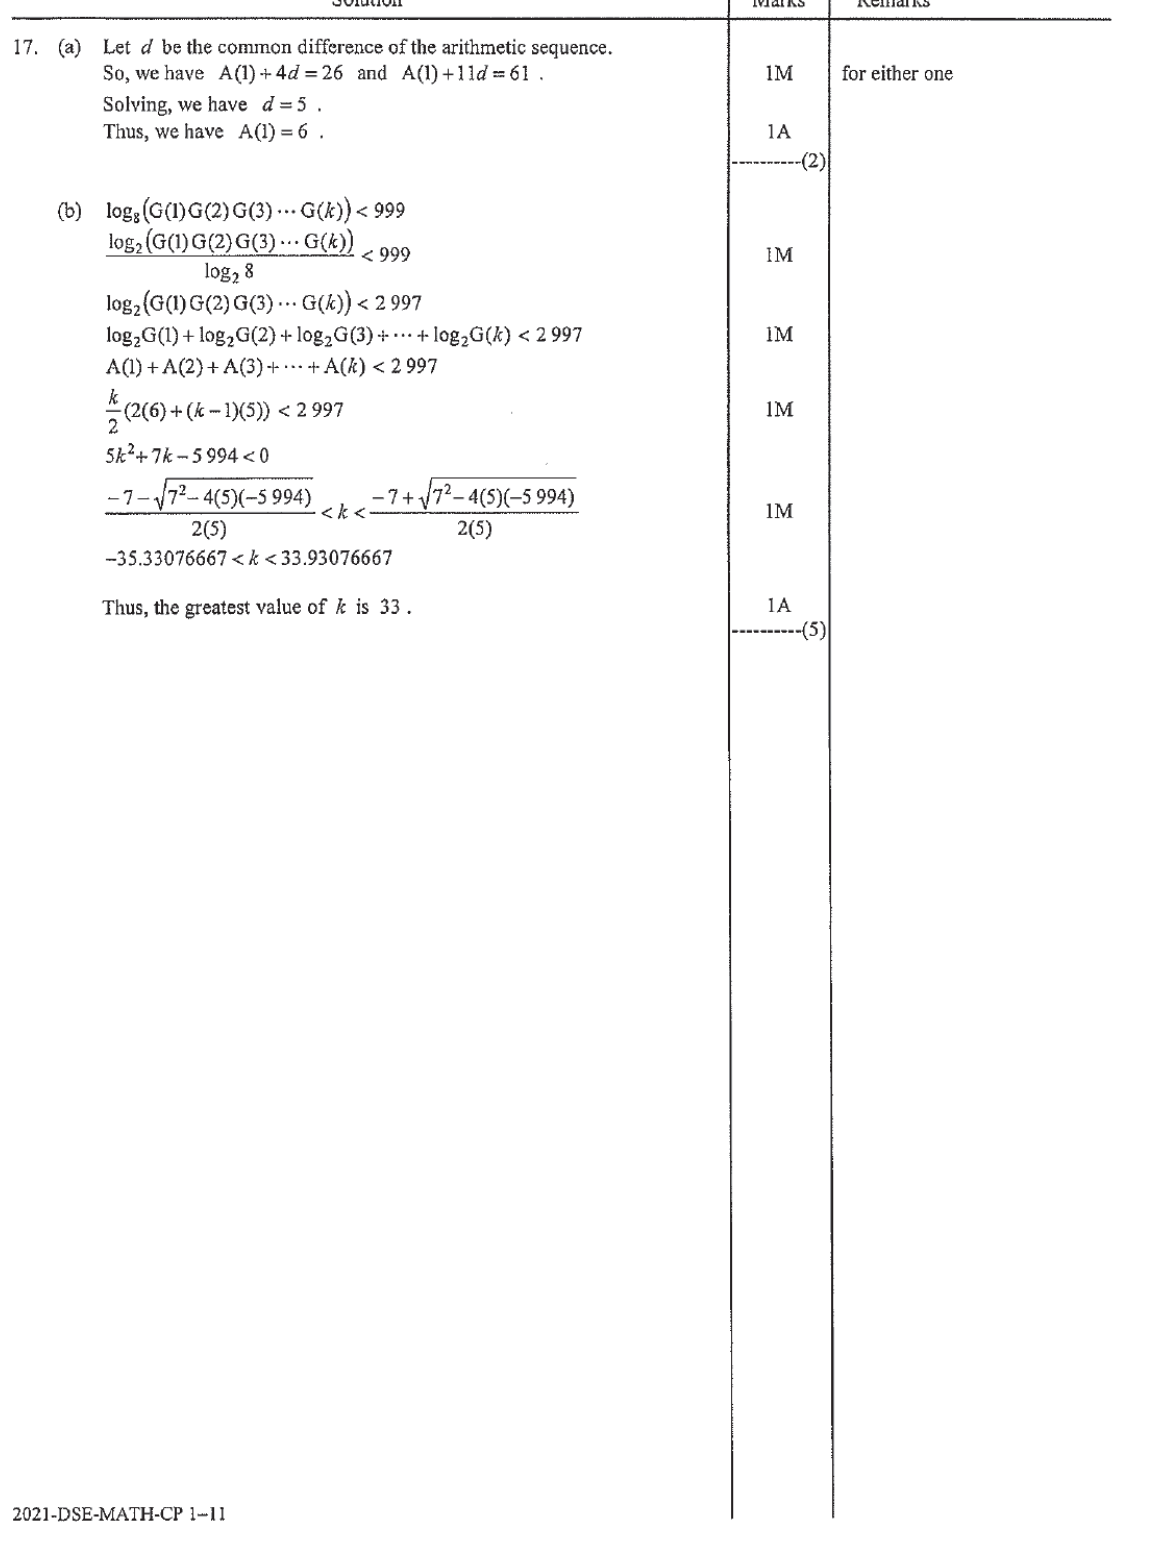 Solution Marks Remarks
17. (a) Let d be the common difference of the arithmetic sequence.
So, we have A(1) + 4d = 26 and A(1) + 11d = 61 . 1M for either one
Solving, we have d = 5 .
Thus, we have A(1) = 6 . 1A
----------(2)
(b) log₈(G(1)G(2)G(3) ⋯ G(k)) < 999
log₂(G(1)G(2)G(3) ⋯ G(k)) / log₂ 8 < 999 1M
log₂(G(1)G(2)G(3) ⋯ G(k)) < 2 997
log₂G(1) + log₂G(2) + log₂G(3) + ⋯ + log₂G(k) < 2 997 1M
A(1) + A(2) + A(3) + ⋯ + A(k) < 2 997
k/2 (2(6) + (k − 1)(5)) < 2 997 1M
5k² + 7k − 5 994 < 0
(−7 − √(7² − 4(5)(−5 994))) / 2(5) < k < (−7 + √(7² − 4(5)(−5 994))) / 2(5) 1M
−35.33076667 < k < 33.93076667
Thus, the greatest value of k is 33 . 1A
----------(5)
2021-DSE-MATH-CP 1−11